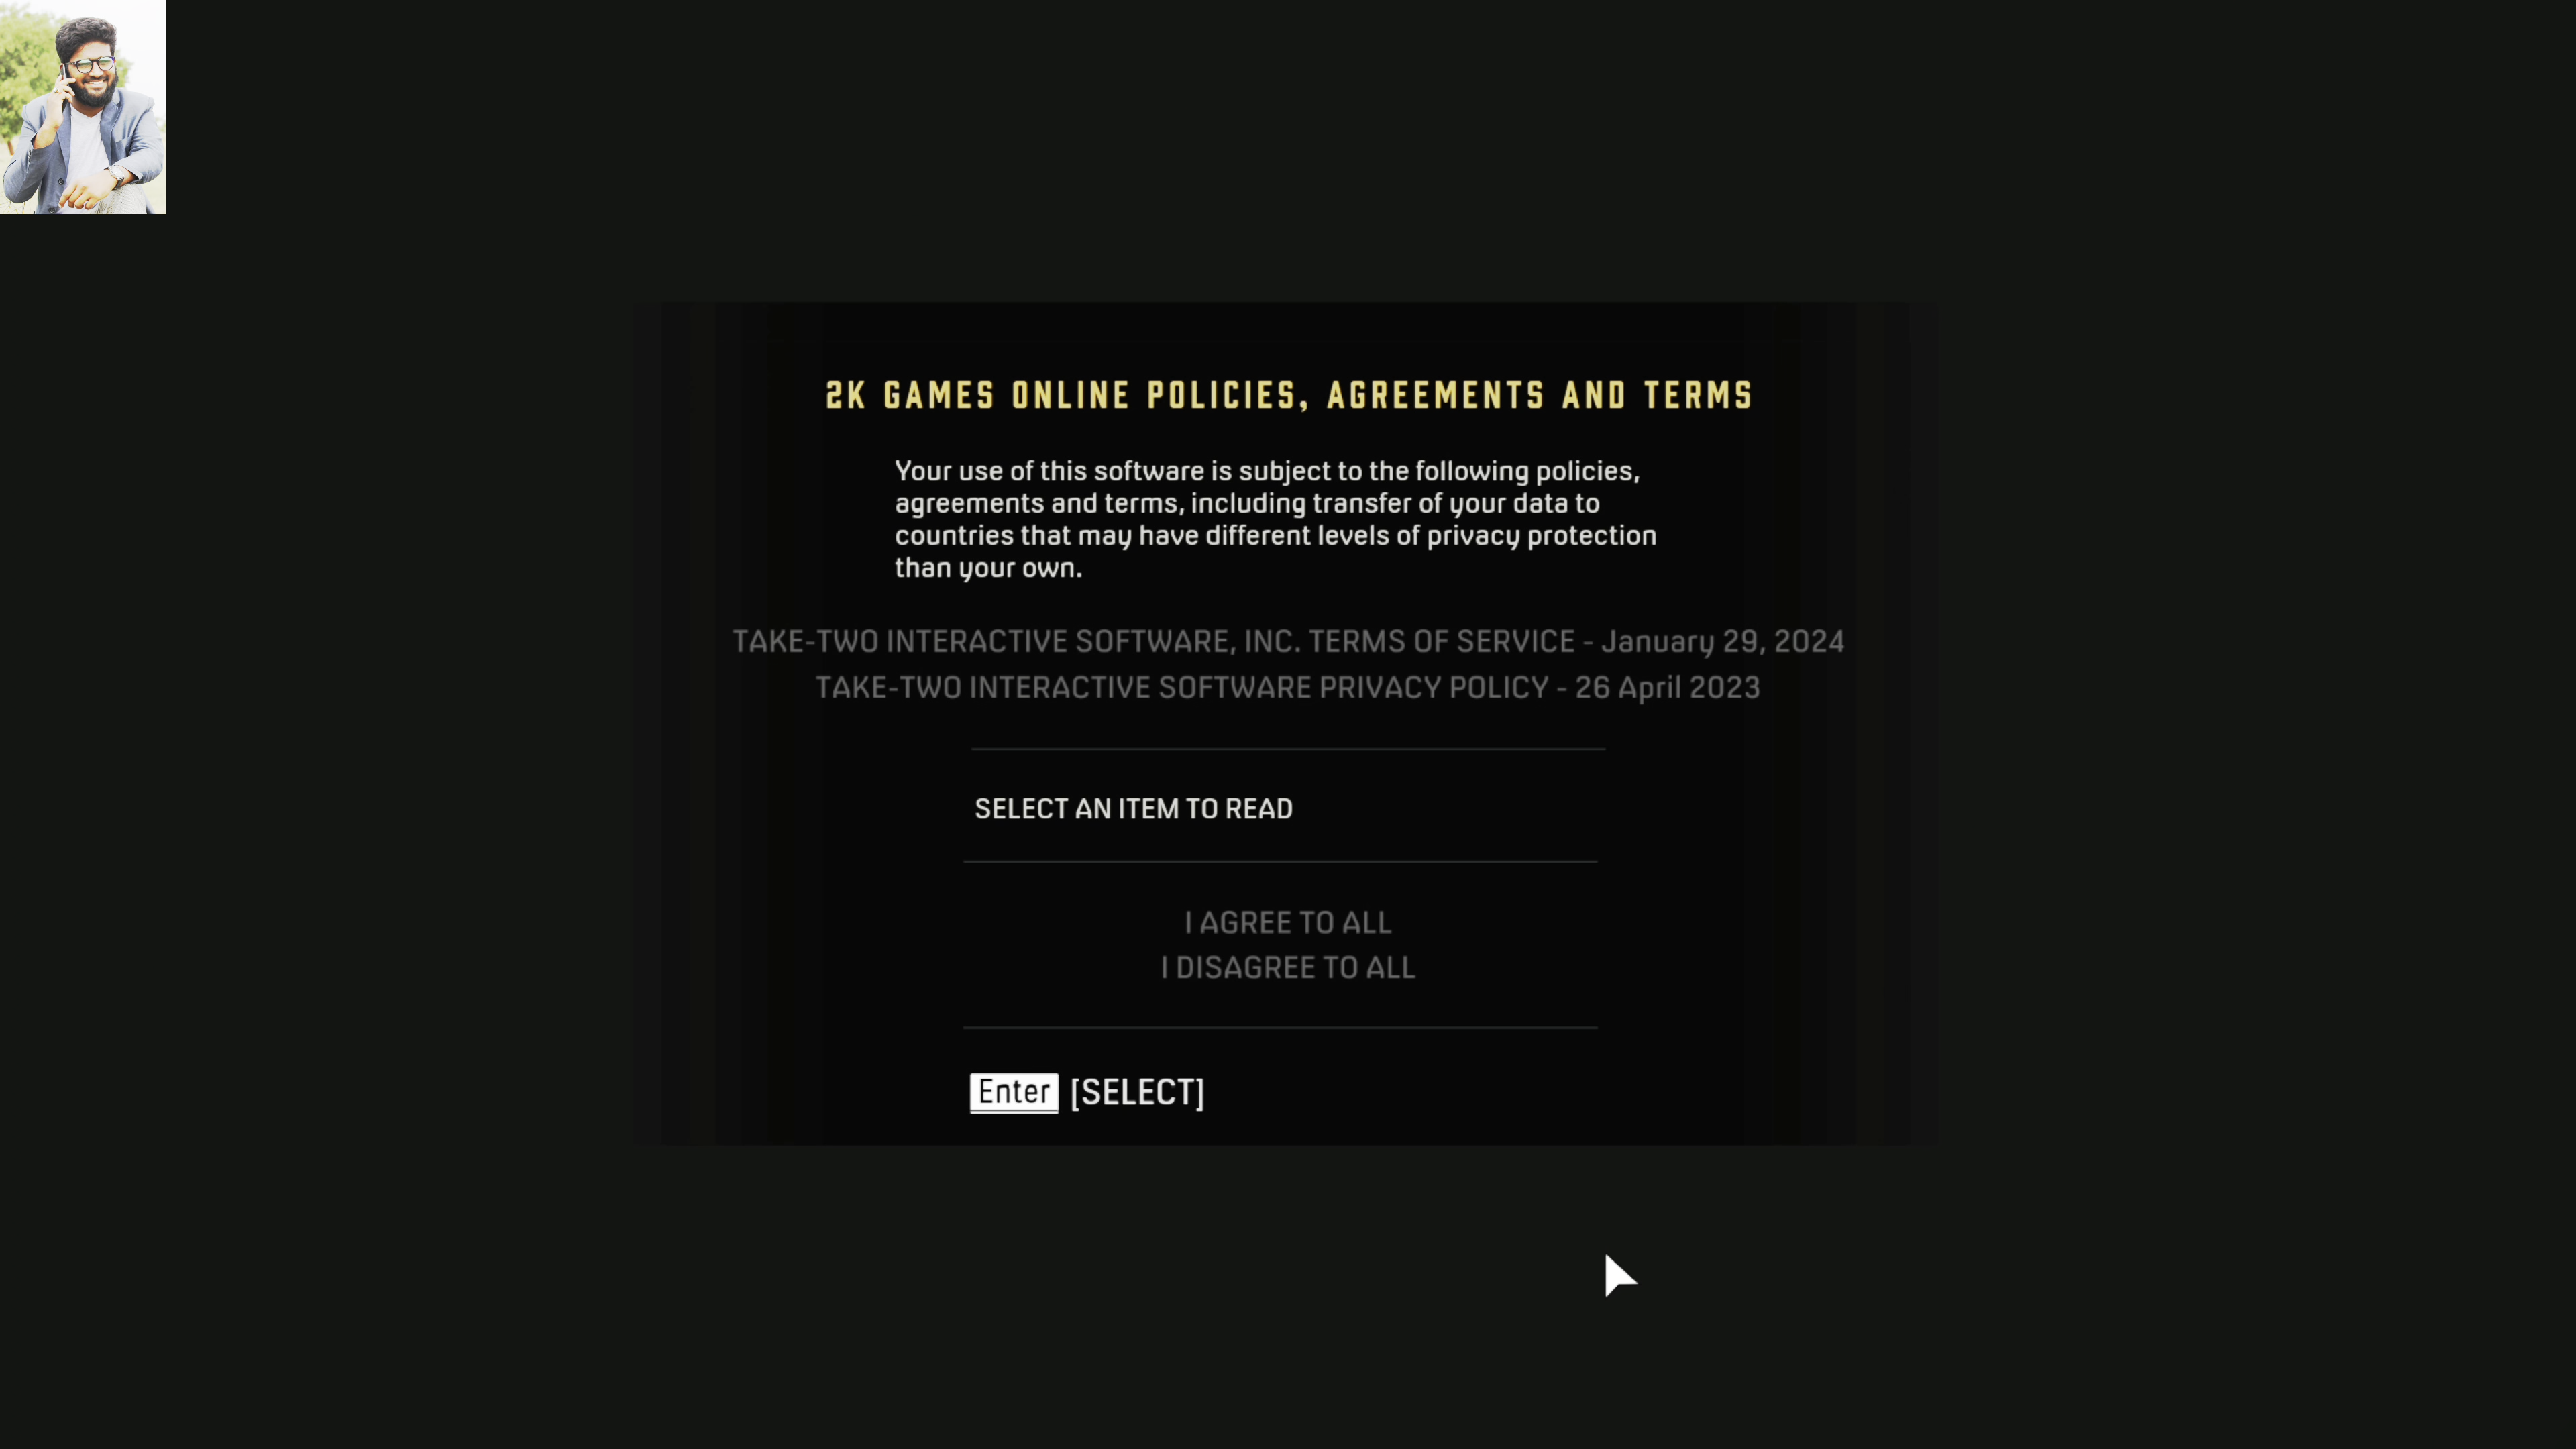 2K GAMES ONLINE POLICIES, AGREEMENTS AND TERMS
Your use of this software is subject to the following policies,
agreements and terms, including transfer of your data to
countries that may have different levels of privacy protection
than your own.
TAKE-TWO INTERACTIVE SOFTWARE, INC. TERMS OF SERVICE - January 29, 2024
TAKE-TWO INTERACTIVE SOFTWARE PRIVACY POLICY - 26 April 2023
SELECT AN ITEM TO READ
I AGREE TO ALL
I DISAGREE TO ALL
Enter [SELECT]